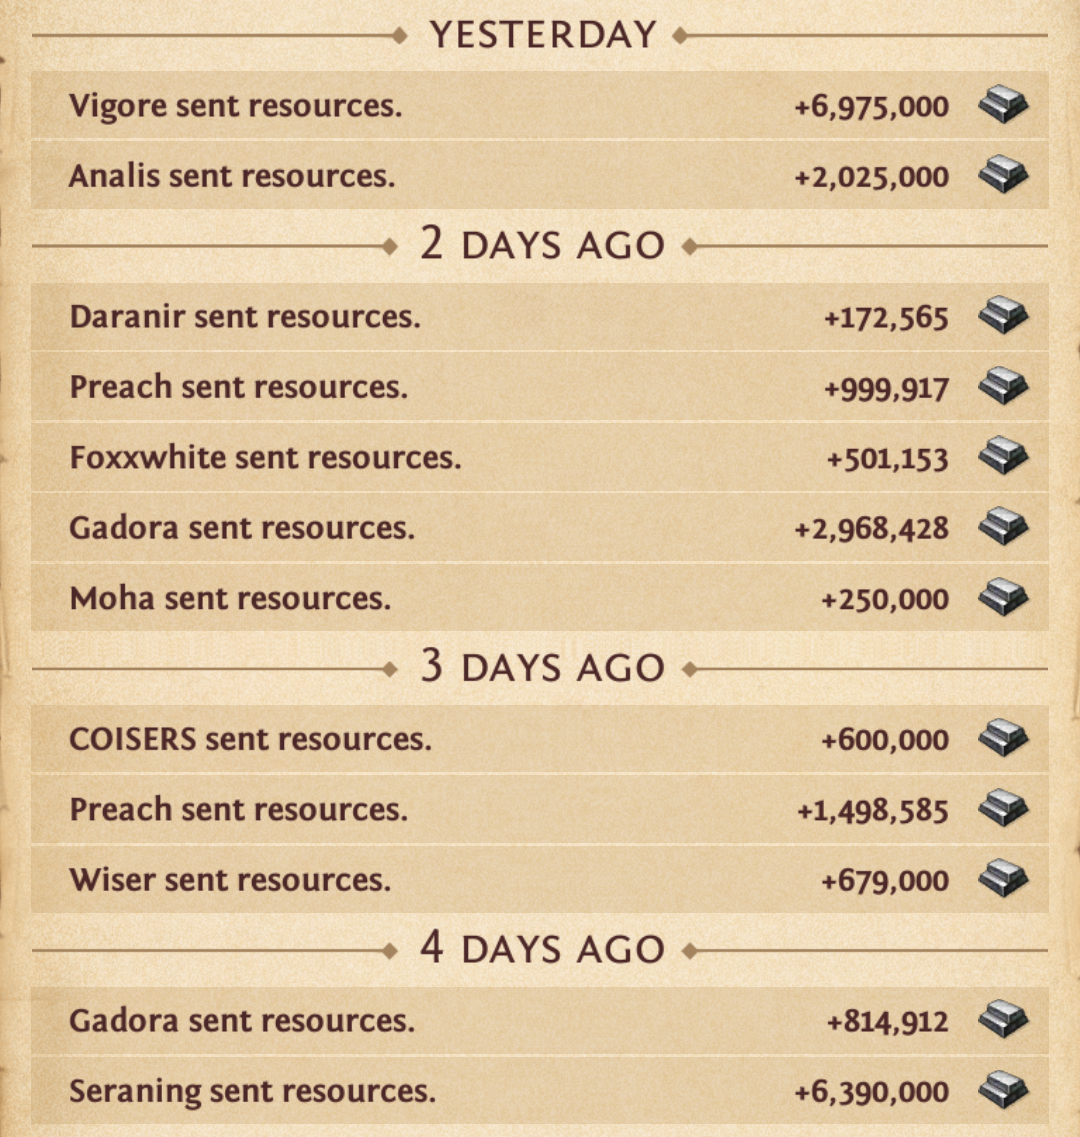 YESTERDAY
Vigore sent resources. +6,975,000
Analis sent resources. +2,025,000
2 DAYS AGO
Daranir sent resources. +172,565
Preach sent resources. +999,917
Foxxwhite sent resources. +501,153
Gadora sent resources. +2,968,428
Moha sent resources. +250,000
3 DAYS AGO
COISERS sent resources. +600,000
Preach sent resources. +1,498,585
Wiser sent resources. +679,000
4 DAYS AGO
Gadora sent resources. +814,912
Seraning sent resources. +6,390,000